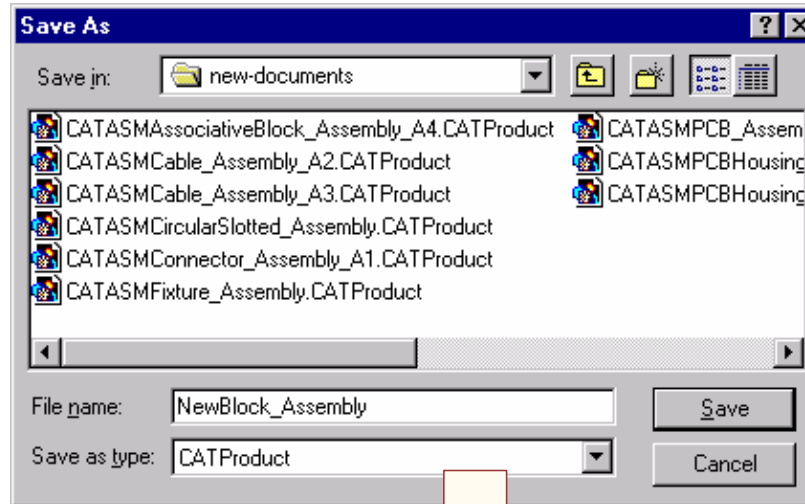 Save As
Save in: new-documents
CATASMAssociativeBlock_Assembly_A4.CATProduct CATASMPCB_Assem
CATASMCable_Assembly_A2.CATProduct CATASMPCBHousing
CATASMCable_Assembly_A3.CATProduct CATASMPCBHousing
CATASMCircularSlotted_Assembly.CATProduct
CATASMConnector_Assembly_A1.CATProduct
CATASMFixture_Assembly.CATProduct
File name: NewBlock_Assembly Save
Save as type: CATProduct Cancel